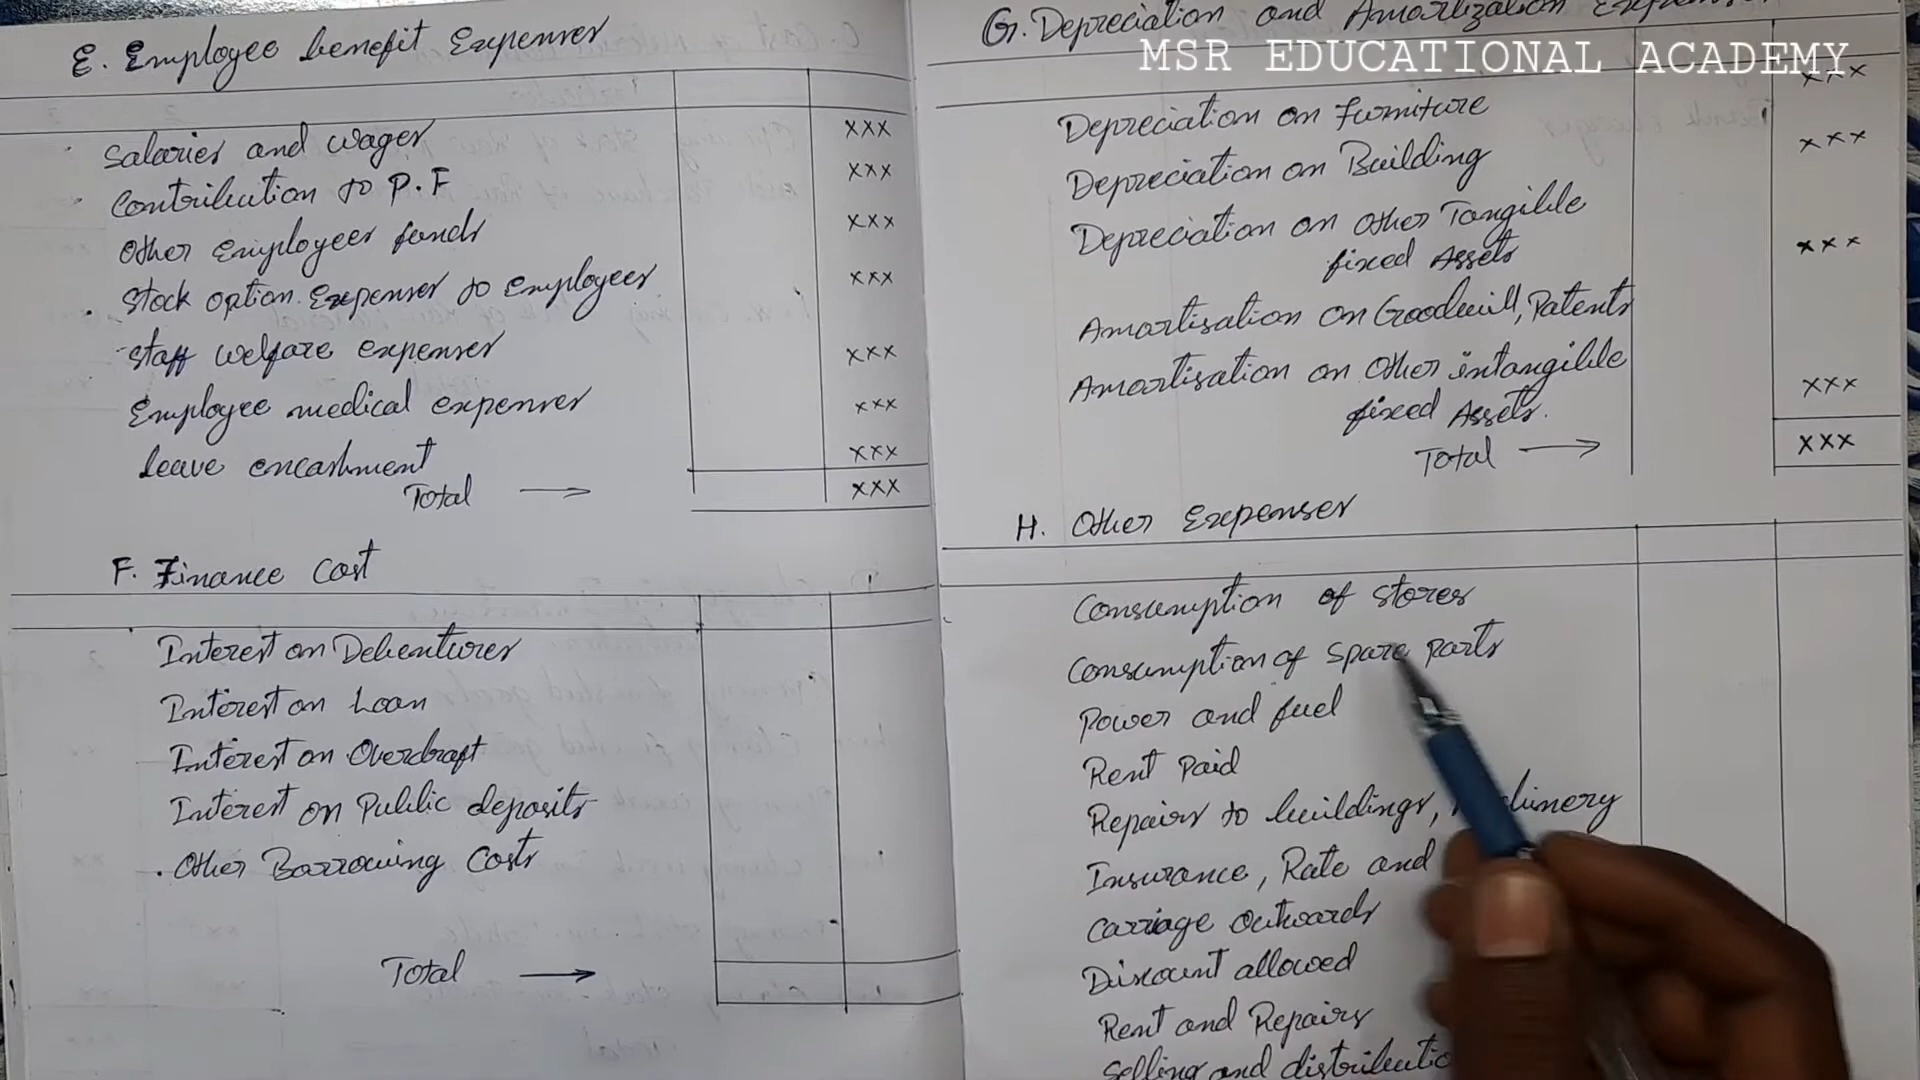 E. Employee benefit Expenses
Salaries and wages xxx
Contribution to P.F xxx
Other Employees funds xxx
Stock option Expenses to Employees xxx
Staff welfare expenses xxx
Employee medical expenses xxx
Leave encashment xxx
Total → xxx
F. Finance Cost
Interest on Debentures
Interest on Loan
Interest on Overdraft
Interest on Public deposits
Other Borrowing Costs
Total →
G. Depreciation and Amortization Expenses
MSR EDUCATIONAL ACADEMY
xxx
Depreciation on Furniture
Depreciation on Building xxx
Depreciation on Other Tangible
fixed Assets xxx
Amortisation on Goodwill, Patents
Amortisation on Other intangible
fixed Assets. xxx
Total → xxx
H. Other Expenses
Consumption of Stores
Consumption of Spare parts
Power and fuel
Rent Paid
Repairs to buildings,
Insurance, Rate and
Carriage Outwards
Discount allowed
Rent and Repairs
Selling and